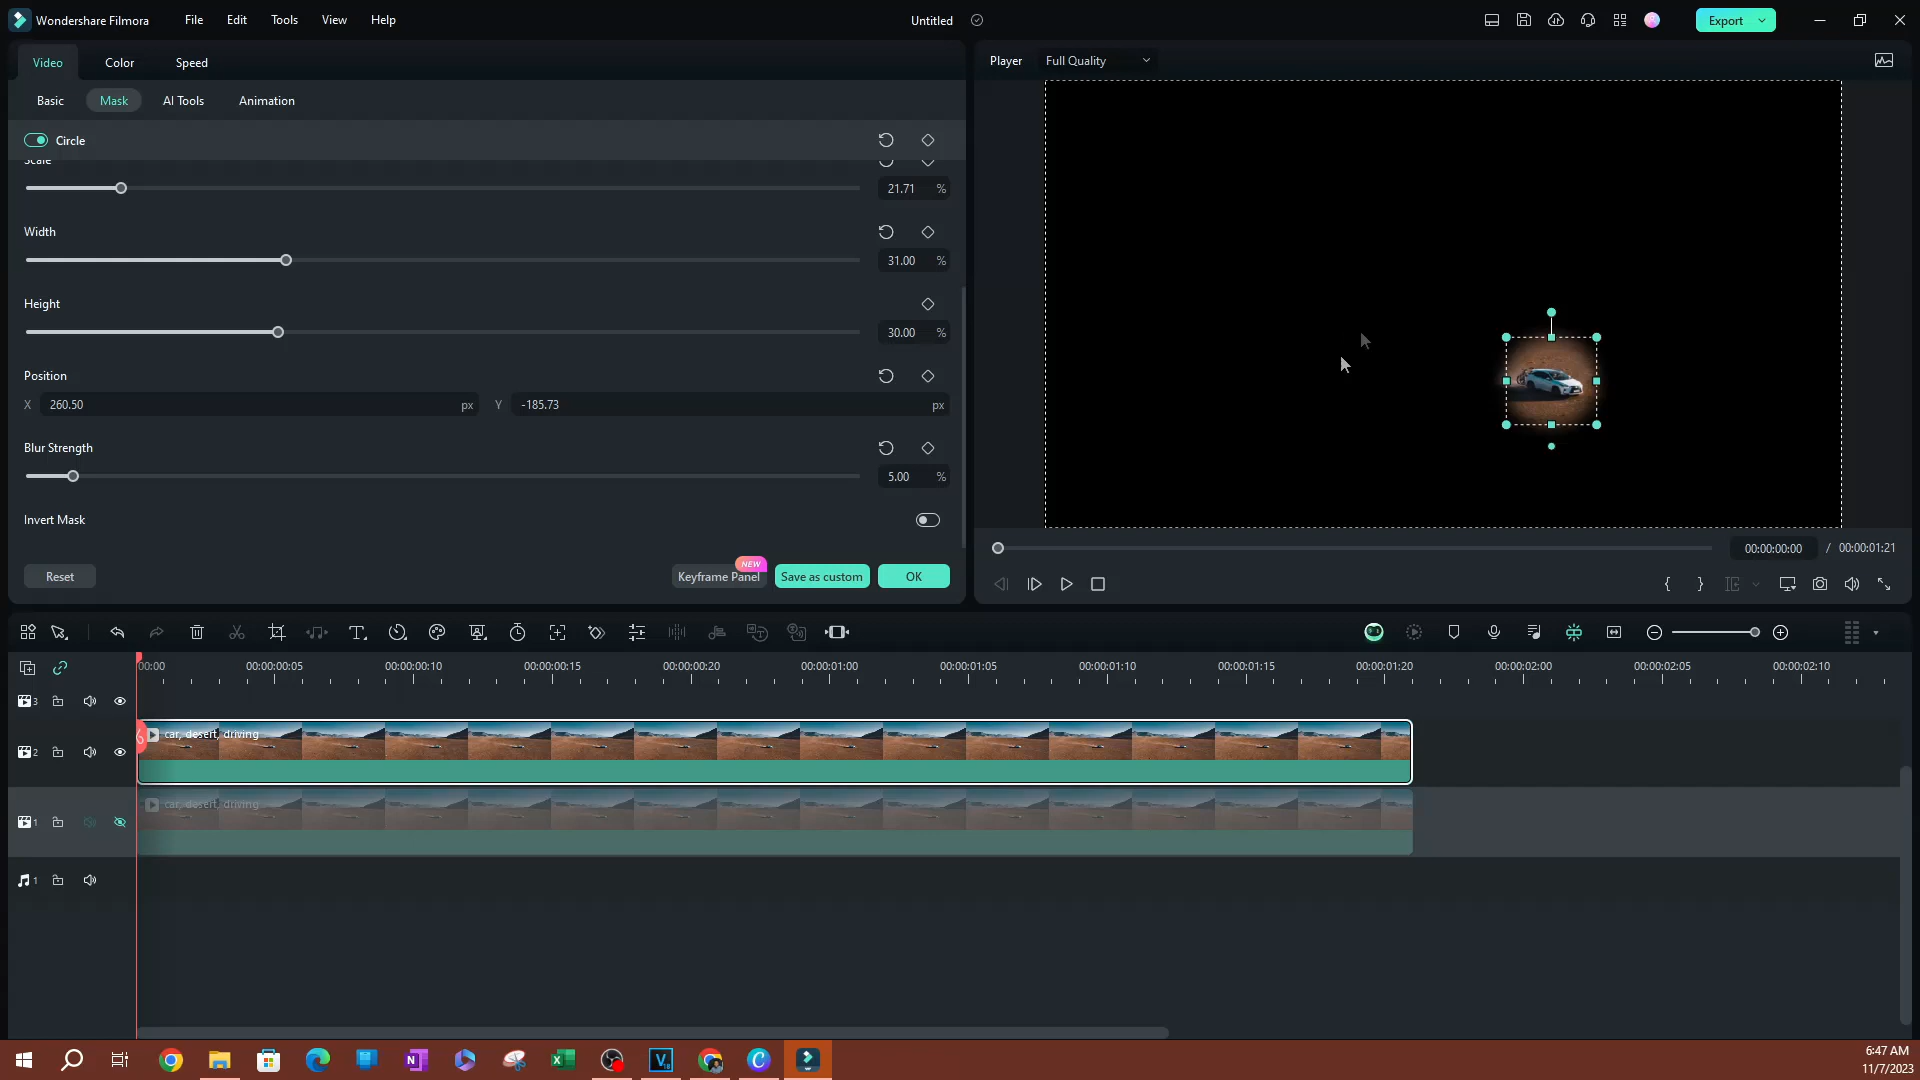 Wondershare Filmora
File
Edit
Tools
View
Help
Untitled
Export
Video
Color
Speed
Player
Full Quality
Basic
Mask
AI Tools
Animation
Circle
Scale
21.71 %
Width
31.00 %
Height
30.00 %
Position
X 260.50 px Y -185.73 px
Blur Strength
5.00 %
Invert Mask
00:00:00:00 / 00:00:01:21
NEW
Reset
Keyframe Panel
Save as custom
OK
00:00 00:00:00:05 00:00:00:10 00:00:00:15 00:00:00:20 00:00:01:00 00:00:01:05 00:00:01:10 00:00:01:15 00:00:01:20 00:00:02:00 00:00:02:05 00:00:02:10
3
car, desert, driving
2
car, desert, driving
1
1
6:47 AM
11/7/2023